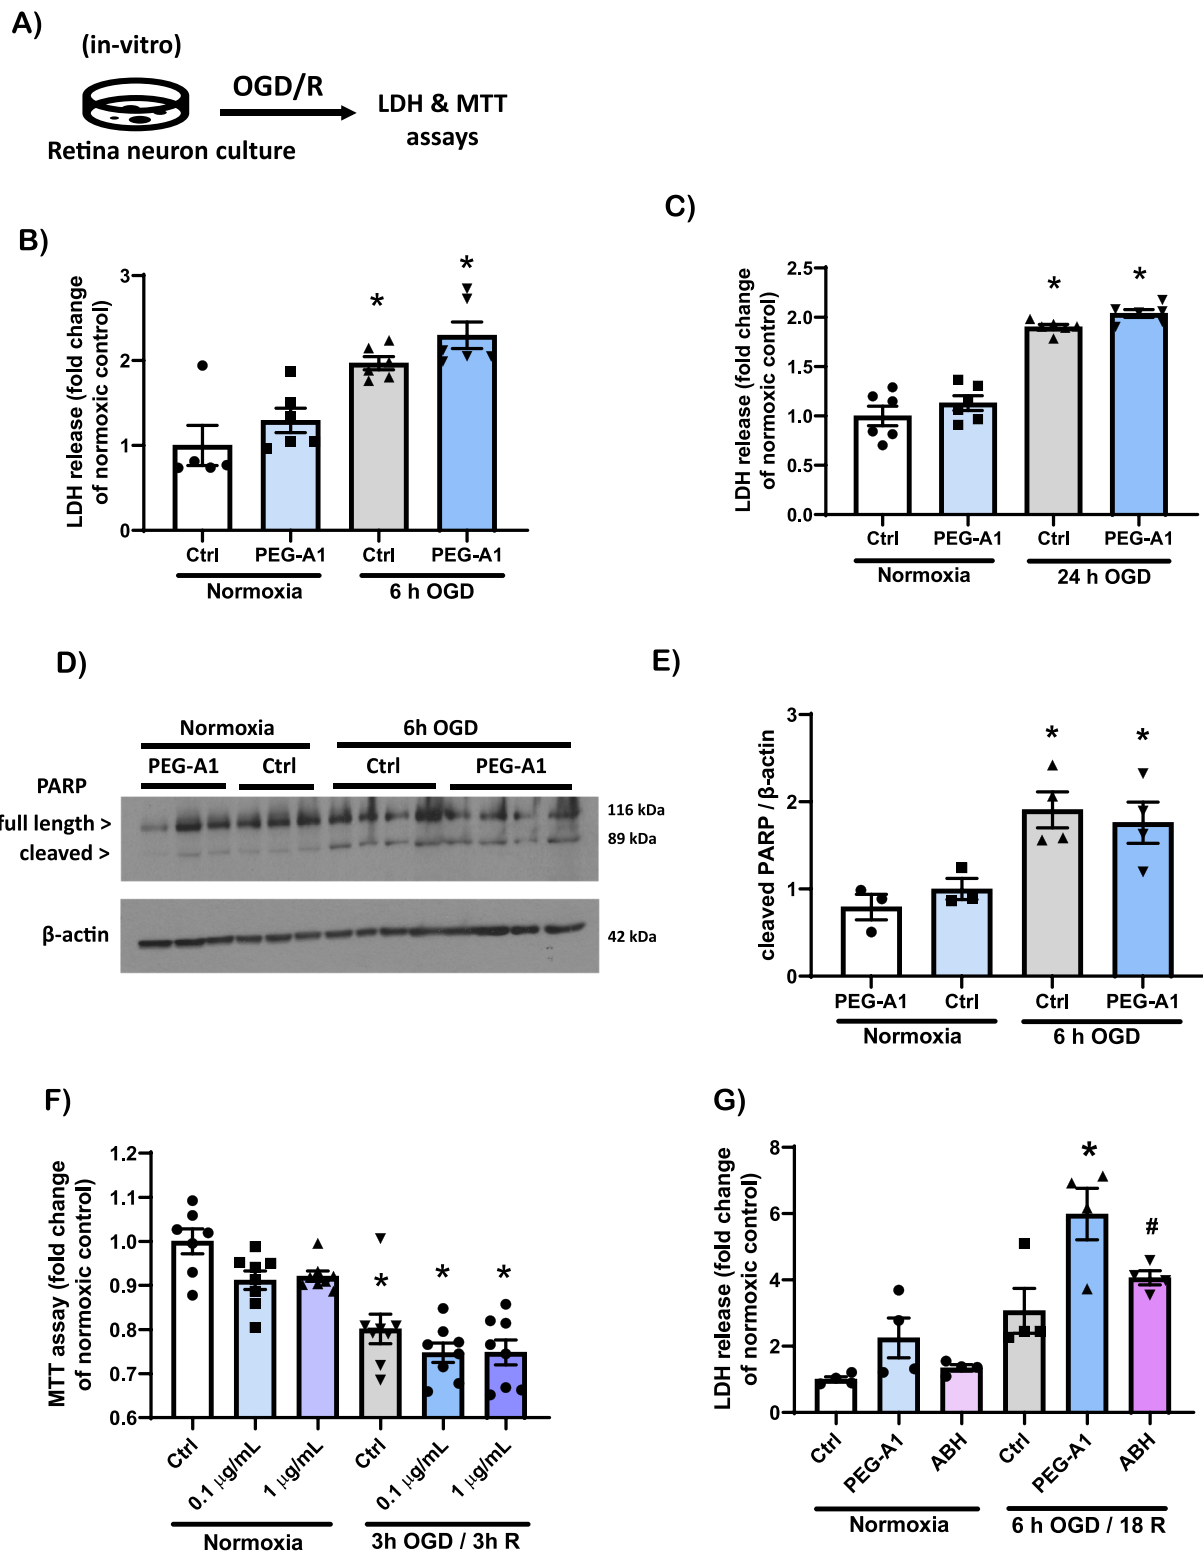 A)
(in-vitro)
OGD/R
LDH & MTT
assays
Retina neuron culture
B)
LDH release (fold change
of normoxic control)
3
2
1
0
*
*
Ctrl
PEG-A1
Ctrl
PEG-A1
Normoxia
6 h OGD
C)
LDH release (fold change
of normoxic control)
2.5
2.0
1.5
1.0
0.5
0.0
*
*
Ctrl
PEG-A1
Ctrl
PEG-A1
Normoxia
24 h OGD
D)
Normoxia
6h OGD
PEG-A1
Ctrl
Ctrl
PEG-A1
PARP
full length >
cleaved >
116 kDa
89 kDa
β-actin
42 kDa
E)
cleaved PARP / β-actin
3
2
1
0
*
*
PEG-A1
Ctrl
Ctrl
PEG-A1
Normoxia
6 h OGD
F)
MTT assay (fold change
of normoxic control)
1.2
1.1
1.0
0.9
0.8
0.7
0.6
*
*
*
Ctrl
0.1 µg/mL
1 µg/mL
Ctrl
0.1 µg/mL
1 µg/mL
Normoxia
3h OGD / 3h R
G)
LDH release (fold change
of normoxic control)
8
6
4
2
0
*
#
Ctrl
PEG-A1
ABH
Ctrl
PEG-A1
ABH
Normoxia
6 h OGD / 18 R